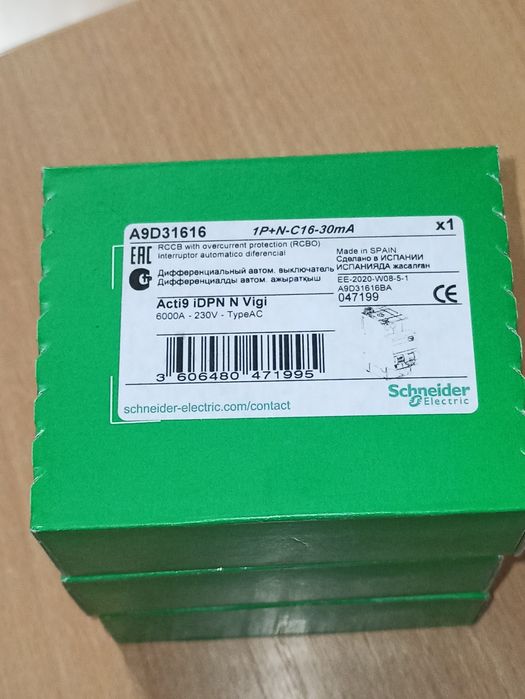 A9D31616 1P+N-C16-30mA x1
EAC RCCB with overcurrent protection (RCBO)
Interruptor automatico diferencial
Дифференциальный автом. выключатель
Дифференциалды автом. ажыратқыш
Made in SPAIN
Сделано в ИСПАНИИ
ИСПАНИЯДА жасалған
EE-2020-W08-5-1
A9D31616BA
047199 CE
Acti9 iDPN N Vigi
6000A - 230V - TypeAC
3 606480 471995
schneider-electric.com/contact
Schneider
Electric